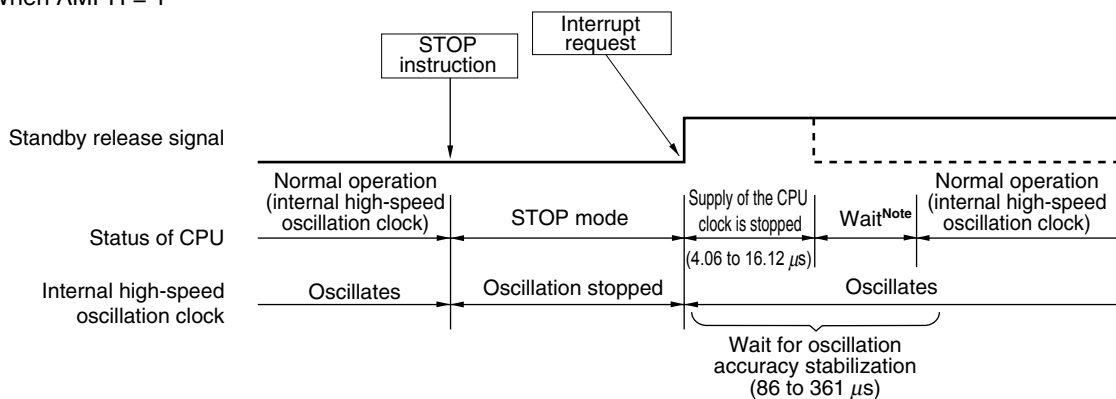 STOP
instruction
Interrupt
request
Standby release signal
Normal operation
(internal high-speed
oscillation clock)
STOP mode
Supply of the CPU
clock is stopped
(4.06 to 16.12 μs)
WaitNote
Normal operation
(internal high-speed
oscillation clock)
Status of CPU
Internal high-speed
oscillation clock
Oscillates
Oscillation stopped
Oscillates
Wait for oscillation
accuracy stabilization
(86 to 361 μs)